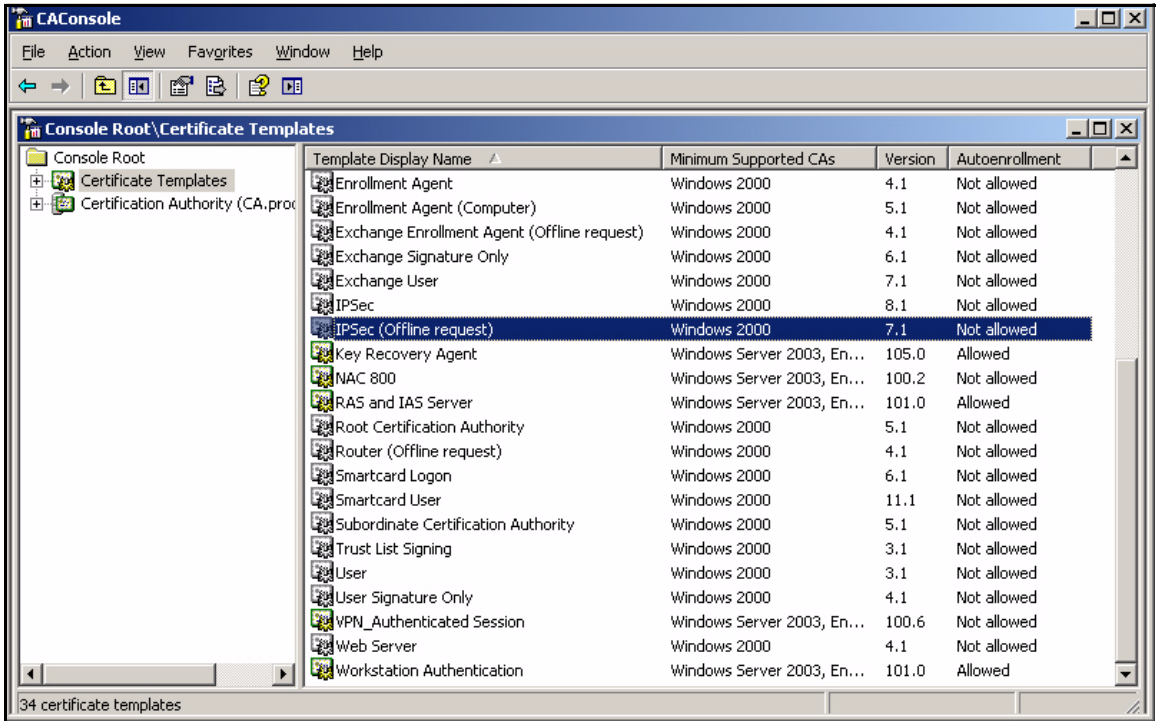 CAConsole
File Action View Favorites Window Help
Console Root\Certificate Templates
Console Root
Certificate Templates
Certification Authority (CA.proc
Template Display Name Minimum Supported CAs Version Autoenrollment
Enrollment Agent Windows 2000 4.1 Not allowed
Enrollment Agent (Computer) Windows 2000 5.1 Not allowed
Exchange Enrollment Agent (Offline request) Windows 2000 4.1 Not allowed
Exchange Signature Only Windows 2000 6.1 Not allowed
Exchange User Windows 2000 7.1 Not allowed
IPSec Windows 2000 8.1 Not allowed
IPSec (Offline request) Windows 2000 7.1 Not allowed
Key Recovery Agent Windows Server 2003, En... 105.0 Allowed
NAC 800 Windows Server 2003, En... 100.2 Not allowed
RAS and IAS Server Windows Server 2003, En... 101.0 Allowed
Root Certification Authority Windows 2000 5.1 Not allowed
Router (Offline request) Windows 2000 4.1 Not allowed
Smartcard Logon Windows 2000 6.1 Not allowed
Smartcard User Windows 2000 11.1 Not allowed
Subordinate Certification Authority Windows 2000 5.1 Not allowed
Trust List Signing Windows 2000 3.1 Not allowed
User Windows 2000 3.1 Not allowed
User Signature Only Windows 2000 4.1 Not allowed
VPN_Authenticated Session Windows Server 2003, En... 100.6 Not allowed
Web Server Windows 2000 4.1 Not allowed
Workstation Authentication Windows Server 2003, En... 101.0 Allowed
34 certificate templates